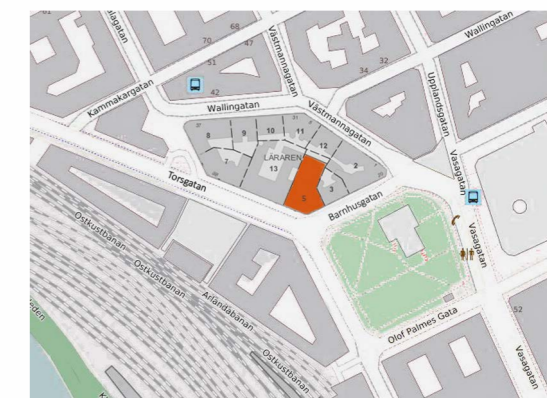 68
70
47
51
42
Västmannagatan
Wallingatan
32
34
Kammakargatan
Wallingatan
Västmannagatan
Upplandsgatan
8
9
10
11
12
7
LÄRAREN
13
2
3
5
Torsgatan
Barnhusgatan
Vasagatan
Vasagatan
Ostkustbanan
Ostkustbanan
Arlandabanan
Ostkustbanan
Olof Palmes Gata
52
Vasagatan